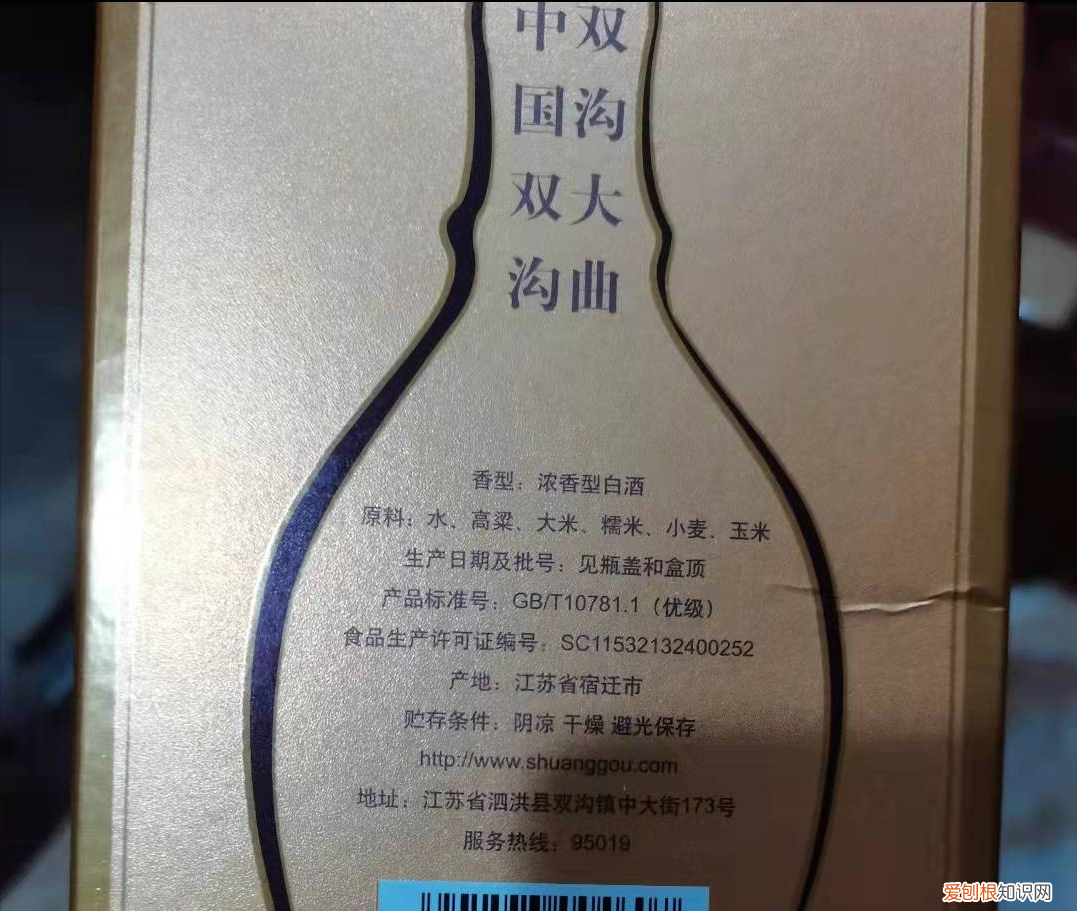 双沟大曲
中国双沟
香型：浓香型白酒
原料：水、高粱、大米、糯米、小麦、玉米
生产日期及批号：见瓶盖和盒顶
产品标准号：GB/T10781.1（优级）
食品生产许可证编号：SC11532132400252
产地：江苏省宿迁市
贮存条件：阴凉 干燥 避光保存
http://www.shuanggou.com
地址：江苏省泗洪县双沟镇中大街173号
服务热线：95019
爱刨根知识网